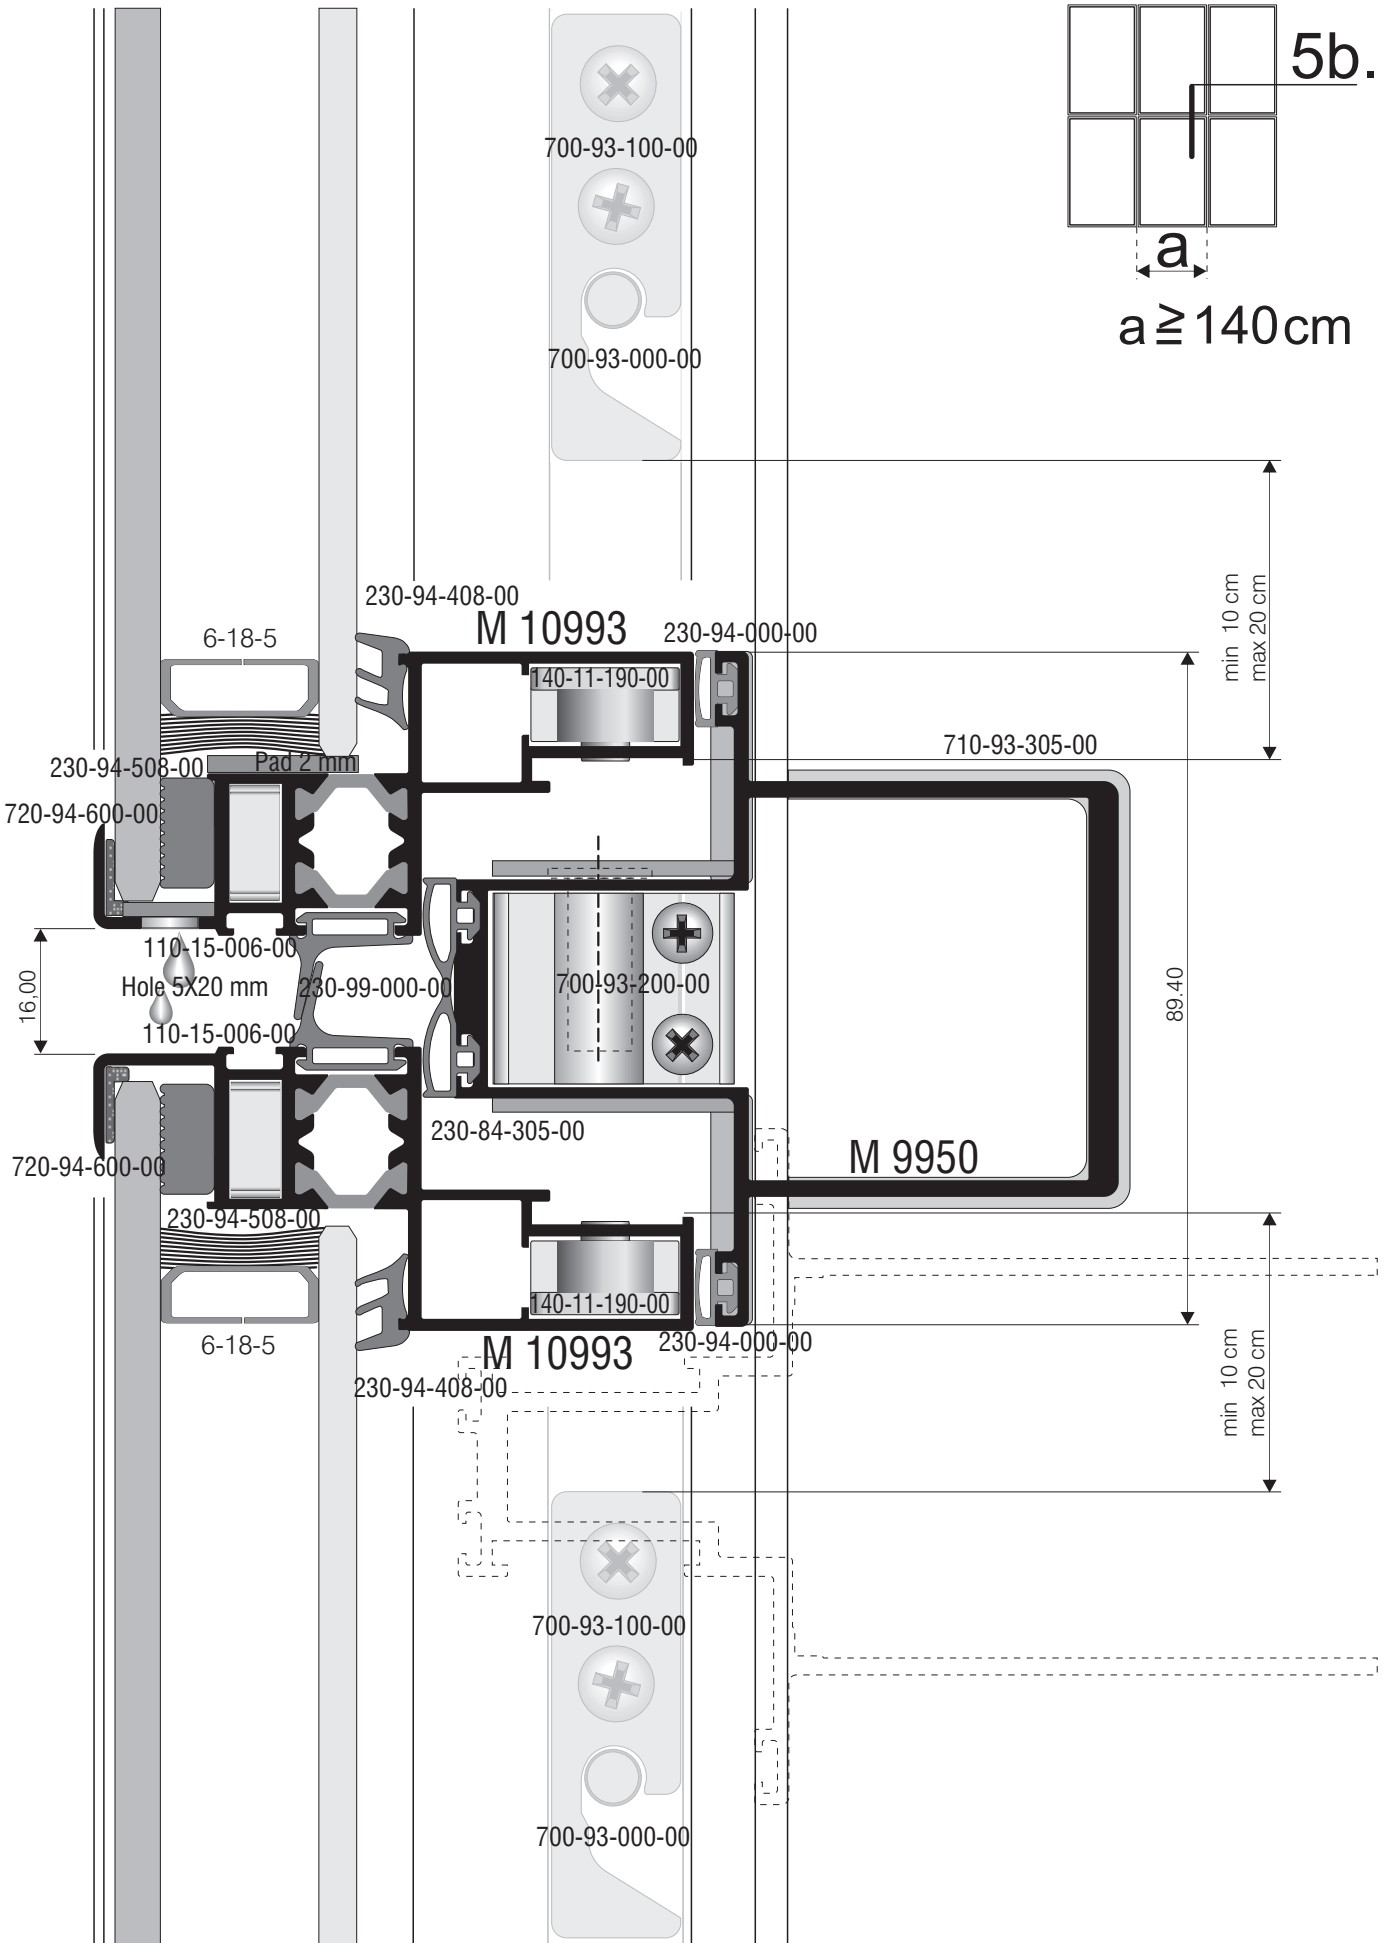 5b.
700-93-100-00
a
a ≧ 140 cm
700-93-000-00
min 10 cm
max 20 cm
230-94-408-00
M 10993
230-94-000-00
6-18-5
140-11-190-00
710-93-305-00
230-94-508-00
Pad 2 mm
720-94-600-00
110-15-006-00
16,00
Hole 5X20 mm
230-99-000-00
700-93-200-00
89.40
110-15-006-00
230-84-305-00
M 9950
720-94-600-00
230-94-508-00
140-11-190-00
6-18-5
M 10993
230-94-000-00
230-94-408-00
min 10 cm
max 20 cm
700-93-100-00
700-93-000-00